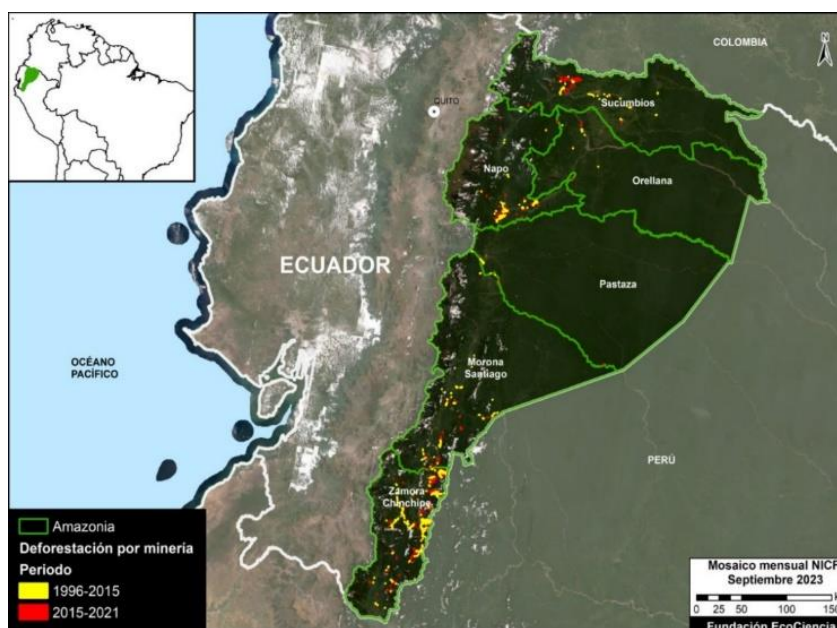 COLOMBIA
N
QUITO
Sucumbios
Napo
Orellana
ECUADOR
Pastaza
OCÉANO
PACÍFICO
Morona
Santiago
PERÚ
Zamora
Chinchipe
Amazonia
Deforestación por minería
Periodo
1996-2015
2015-2021
Mosaico mensual NICF
Septiembre 2023
0 25 50 100 150
Fundación EcoCiencia